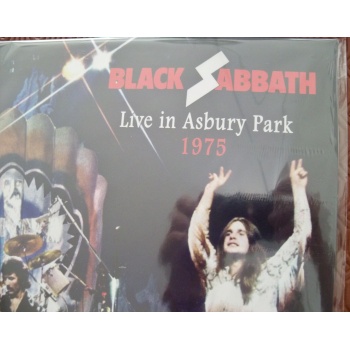 BLACK SABBATH
Live in Asbury Park
1975